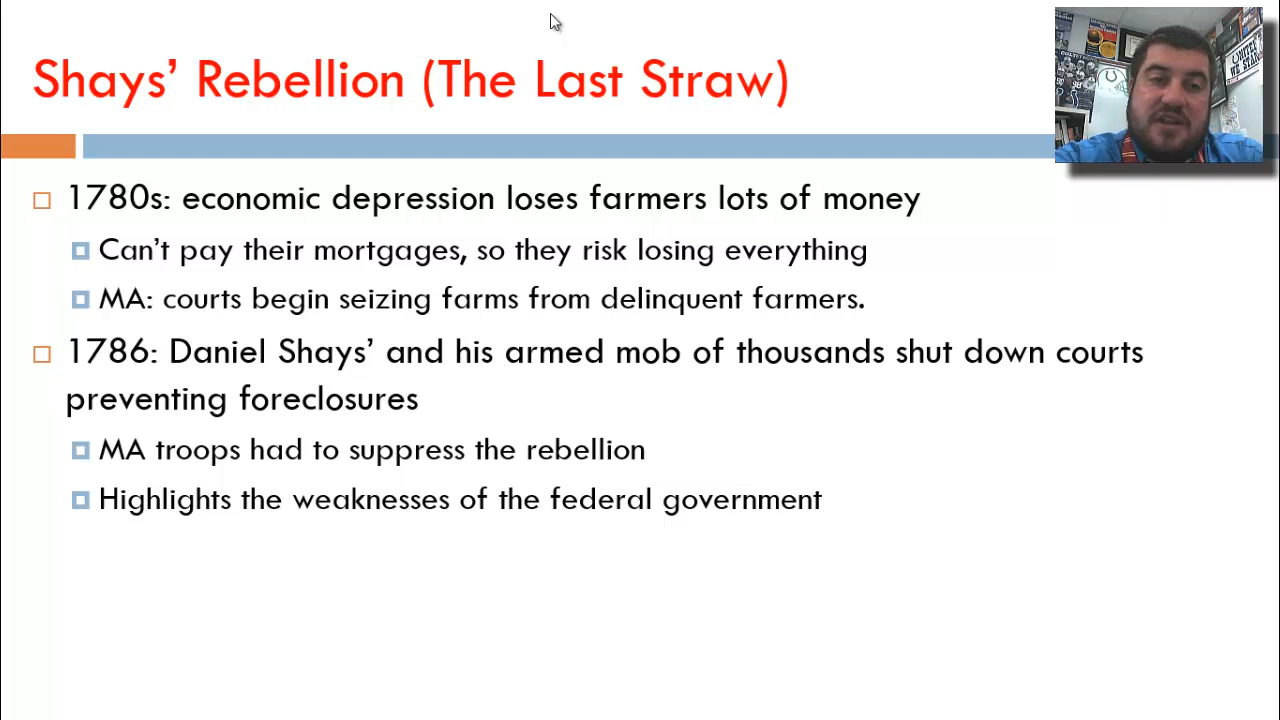 Shays’ Rebellion (The Last Straw)
1780s: economic depression loses farmers lots of money
Can’t pay their mortgages, so they risk losing everything
MA: courts begin seizing farms from delinquent farmers.
1786: Daniel Shays’ and his armed mob of thousands shut down courts
preventing foreclosures
MA troops had to suppress the rebellion
Highlights the weaknesses of the federal government